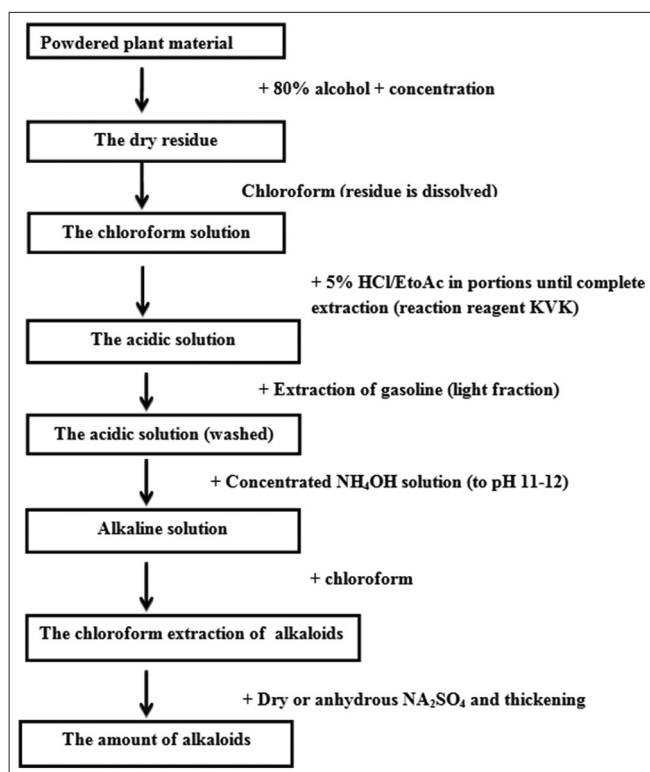 Powdered plant material
+ 80% alcohol + concentration
The dry residue
Chloroform (residue is dissolved)
The chloroform solution
+ 5% HCl/EtoAc in portions until complete
extraction (reaction reagent KVK)
The acidic solution
+ Extraction of gasoline (light fraction)
The acidic solution (washed)
+ Concentrated NH₄OH solution (to pH 11-12)
Alkaline solution
+ chloroform
The chloroform extraction of alkaloids
+ Dry or anhydrous NA₂SO₄ and thickening
The amount of alkaloids